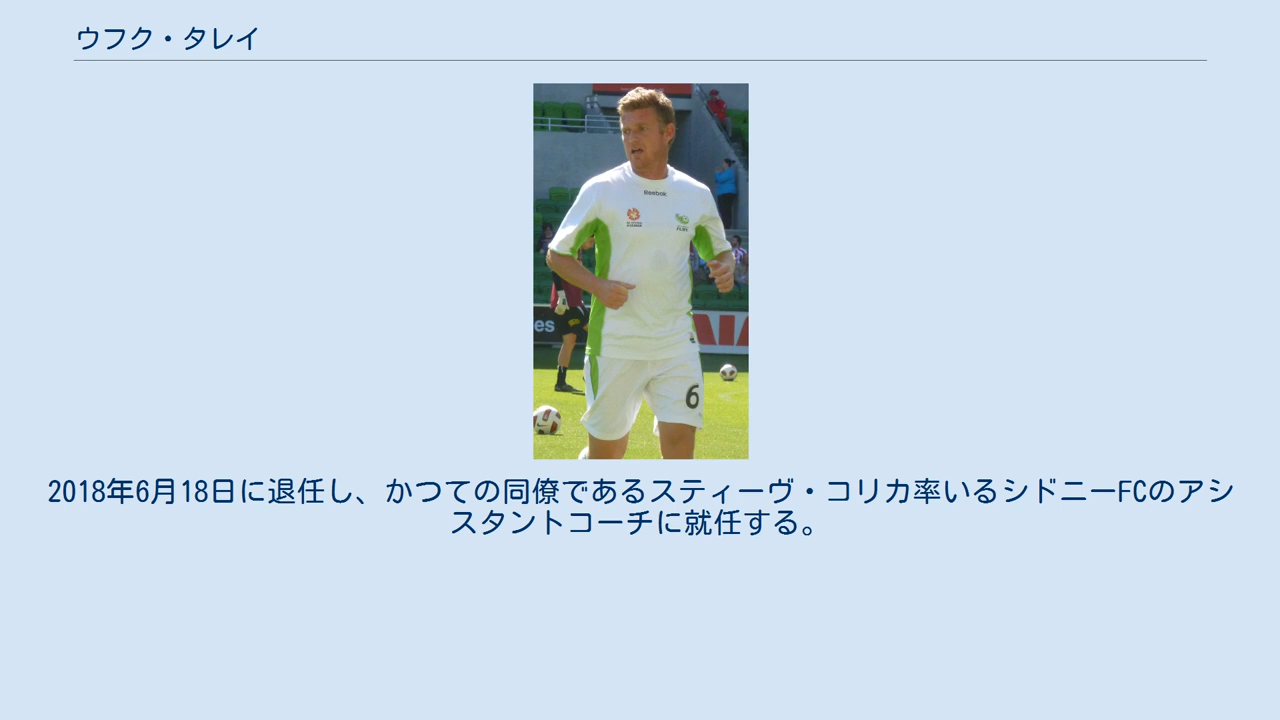 ウフク・タレイ
Reebok
es
6
2018年6月18日に退任し、かつての同僚であるスティーヴ・コリカ率いるシドニーFCのアシ
スタントコーチに就任する。